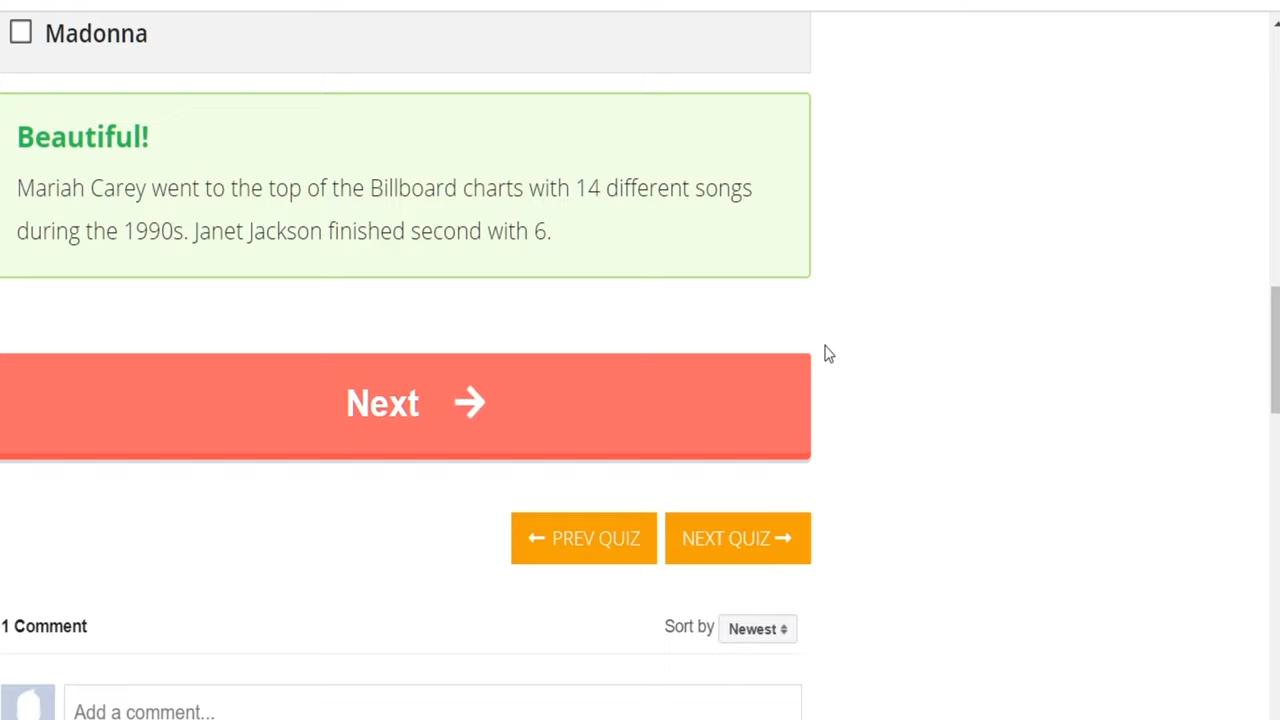 Madonna
Beautiful!
Mariah Carey went to the top of the Billboard charts with 14 different songs
during the 1990s. Janet Jackson finished second with 6.
Next →
← PREV QUIZ NEXT QUIZ →
1 Comment Sort by Newest
Add a comment...